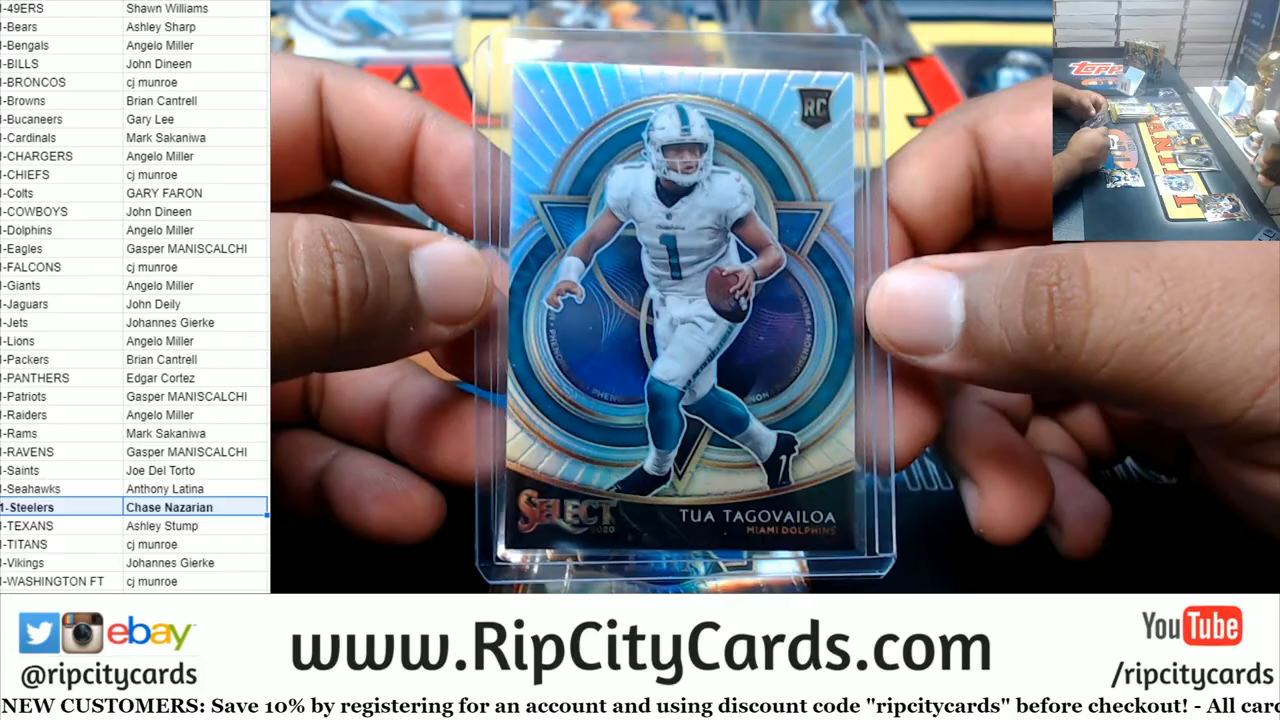 1-49ERS Shawn Williams
1-Bears Ashley Sharp
1-Bengals Angelo Miller
1-BILLS John Dineen
1-BRONCOS cj munroe
1-Browns Brian Cantrell
1-Bucaneers Gary Lee
1-Cardinals Mark Sakaniwa
1-CHARGERS Angelo Miller
1-CHIEFS cj munroe
1-Colts GARY FARON
1-COWBOYS John Dineen
1-Dolphins Angelo Miller
1-Eagles Gasper MANISCALCHI
1-FALCONS cj munroe
1-Giants Angelo Miller
1-Jaguars John Deily
1-Jets Johannes Gierke
1-Lions Angelo Miller
1-Packers Brian Cantrell
1-PANTHERS Edgar Cortez
1-Patriots Gasper MANISCALCHI
1-Raiders Angelo Miller
1-Rams Mark Sakaniwa
1-RAVENS Gasper MANISCALCHI
1-Saints Joe Del Torto
1-Seahawks Anthony Latina
1-Steelers Chase Nazarian
1-TEXANS Ashley Stump
1-TITANS cj munroe
1-Vikings Johannes Gierke
1-WASHINGTON FT cj munroe
RC
1
SELECT
2020
TUA TAGOVAILOA
MIAMI DOLPHINS
topps
ebay
@ripcitycards
www.RipCityCards.com
YouTube
/ripcitycards
NEW CUSTOMERS: Save 10% by registering for an account and using discount code "ripcitycards" before checkout! - All card